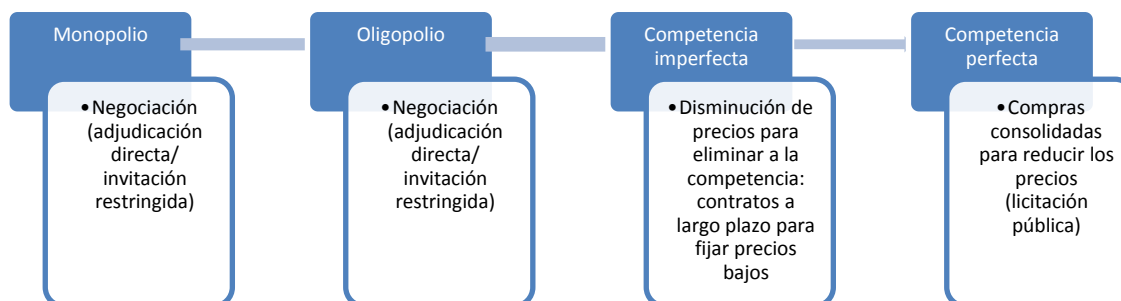 Monopolio
•Negociación
(adjudicación
directa/
invitación
restringida)
Oligopolio
•Negociación
(adjudicación
directa/
invitación
restringida)
Competencia
imperfecta
•Disminución de
precios para
eliminar a la
competencia:
contratos a
largo plazo para
fijar precios
bajos
Competencia
perfecta
•Compras
consolidadas
para reducir los
precios
(licitación
pública)